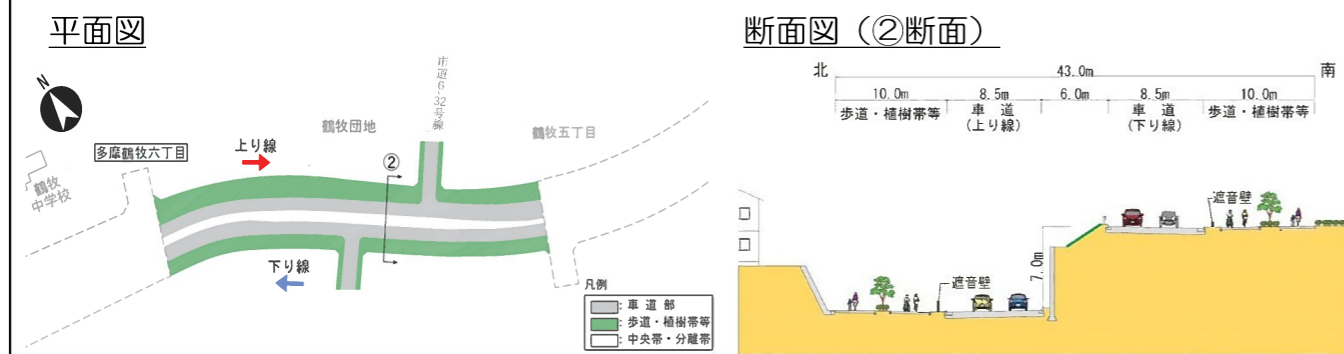 平面図
断面図（②断面）
N
市道6-32号線
鶴牧団地
鶴牧五丁目
上り線
多摩鶴牧六丁目
②
鶴牧
中学校
下り線
凡例
：車道部
：歩道・植樹帯等
：中央帯・分離帯
北
43.0m
南
10.0m
8.5m
6.0m
8.5m
10.0m
歩道・植樹帯等
車道
(上り線)
車道
(下り線)
歩道・植樹帯等
遮音壁
7.0m
遮音壁